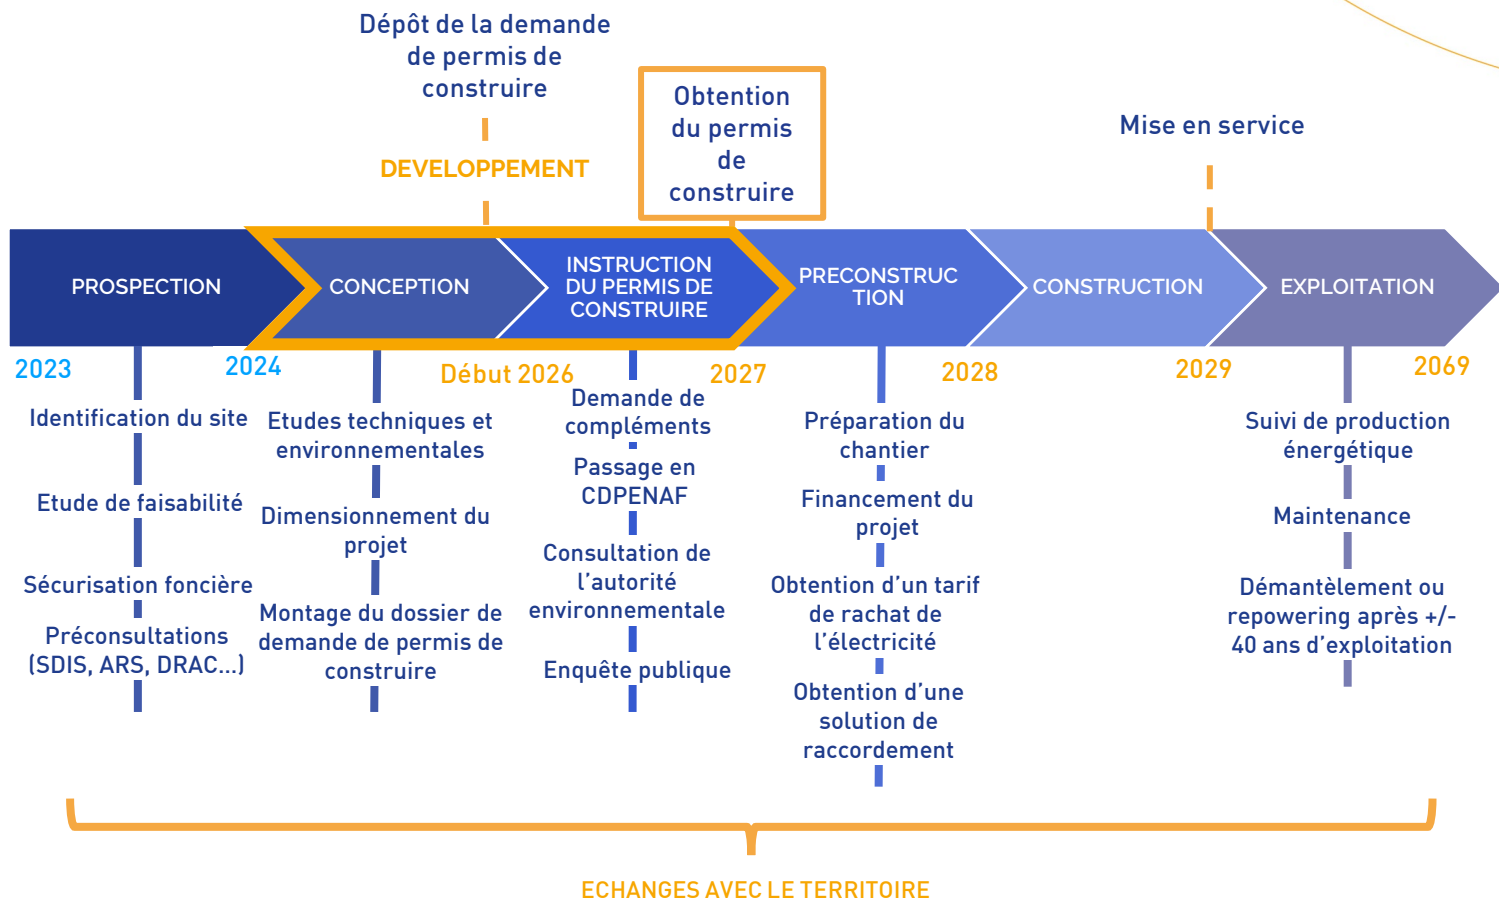 Dépôt de la demande
de permis de
construire
DEVELOPPEMENT
Obtention
du permis
de
construire
Mise en service
PROSPECTION
CONCEPTION
INSTRUCTION
DU PERMIS DE
CONSTRUIRE
PRECONSTRUC
TION
CONSTRUCTION
EXPLOITATION
2023
2024
Début 2026
2027
2028
2029
2069
Identification du site
Etude de faisabilité
Sécurisation foncière
Préconsultations
(SDIS, ARS, DRAC...)
Etudes techniques et
environnementales
Dimensionnement du
projet
Montage du dossier de
demande de permis de
construire
Demande de
compléments
Passage en
CDPENAF
Consultation de
l’autorité
environnementale
Enquête publique
Préparation du
chantier
Financement du
projet
Obtention d’un tarif
de rachat de
l’électricité
Obtention d’une
solution de
raccordement
Suivi de production
énergétique
Maintenance
Démantèlement ou
repowering après +/-
40 ans d’exploitation
ECHANGES AVEC LE TERRITOIRE